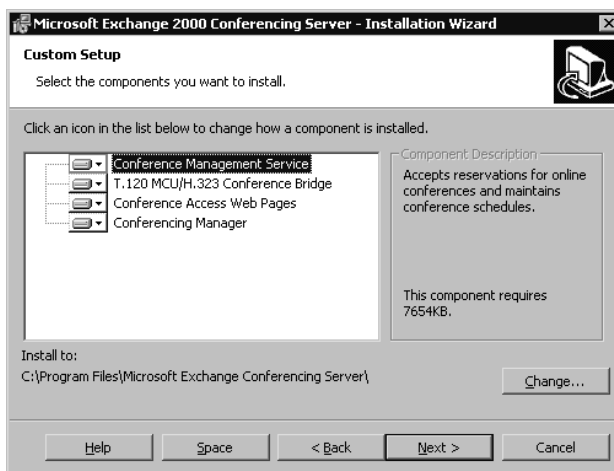 Microsoft Exchange 2000 Conferencing Server - Installation Wizard
Custom Setup
Select the components you want to install.
Click an icon in the list below to change how a component is installed.
Conference Management Service
T.120 MCU/H.323 Conference Bridge
Conference Access Web Pages
Conferencing Manager
Component Description
Accepts reservations for online
conferences and maintains
conference schedules.
This component requires
7654KB.
Install to:
C:\Program Files\Microsoft Exchange Conferencing Server\
Change...
Help
Space
< Back
Next >
Cancel